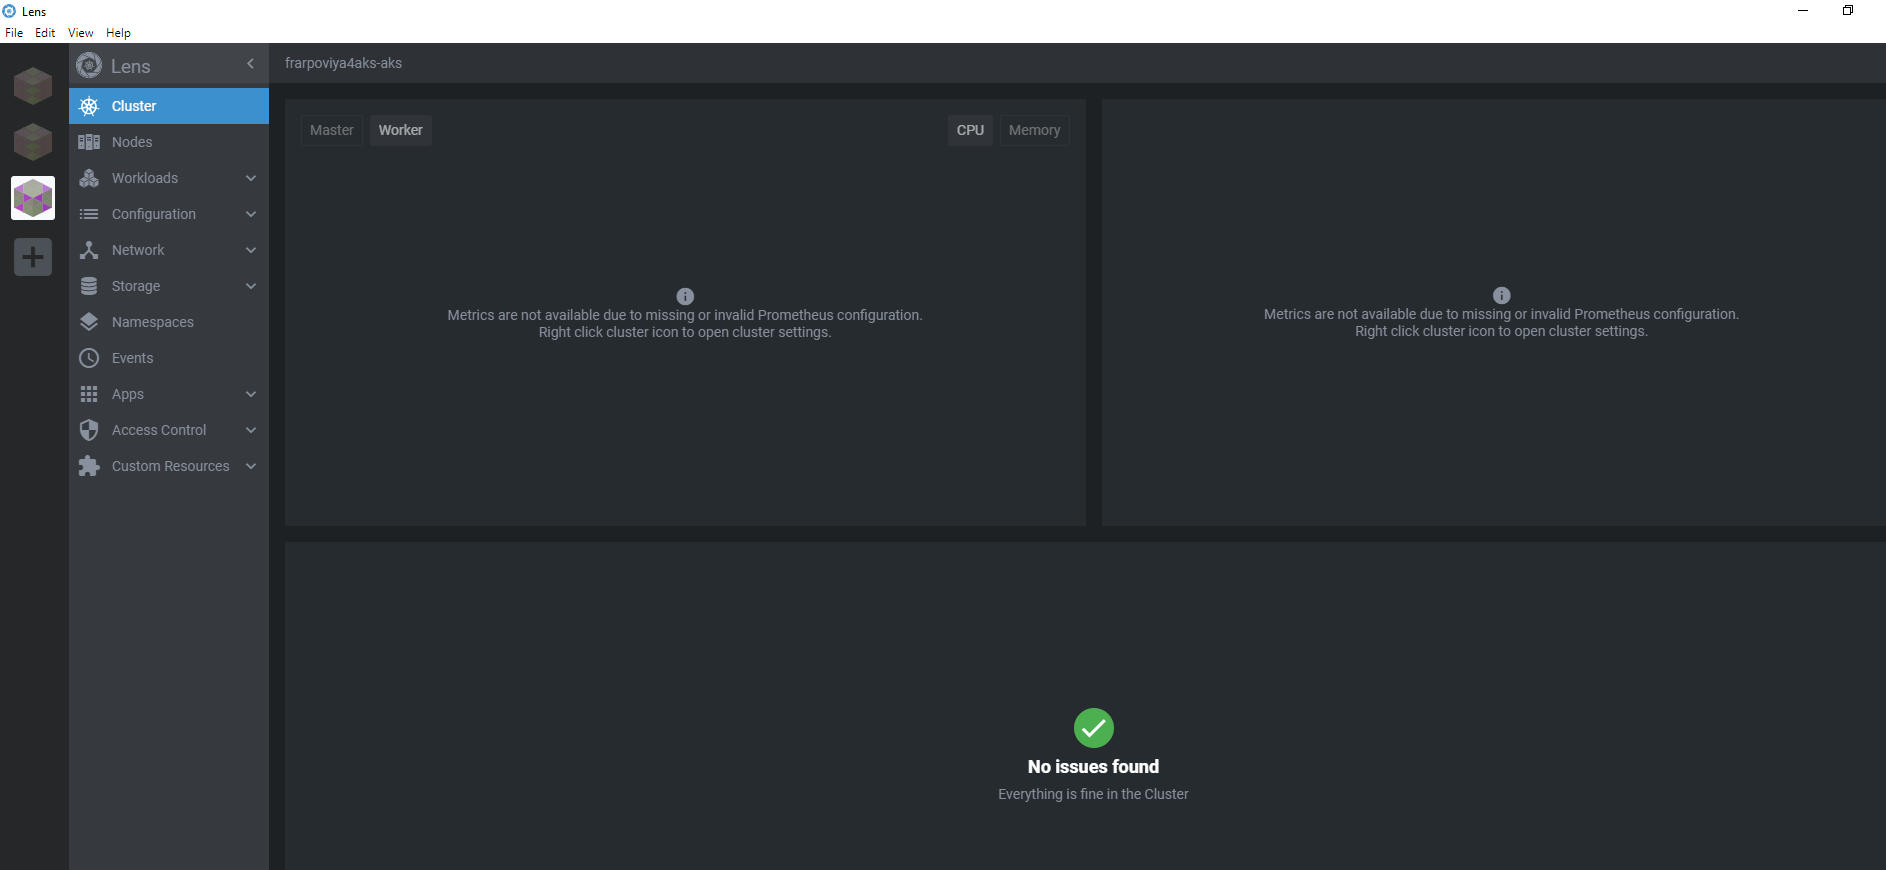 Lens
File Edit View Help
Lens
frarpoviya4aks-aks
Cluster
Nodes
Workloads
Configuration
Network
Storage
Namespaces
Events
Apps
Access Control
Custom Resources
Master Worker CPU Memory
Metrics are not available due to missing or invalid Prometheus configuration.
Right click cluster icon to open cluster settings.
Metrics are not available due to missing or invalid Prometheus configuration.
Right click cluster icon to open cluster settings.
No issues found
Everything is fine in the Cluster